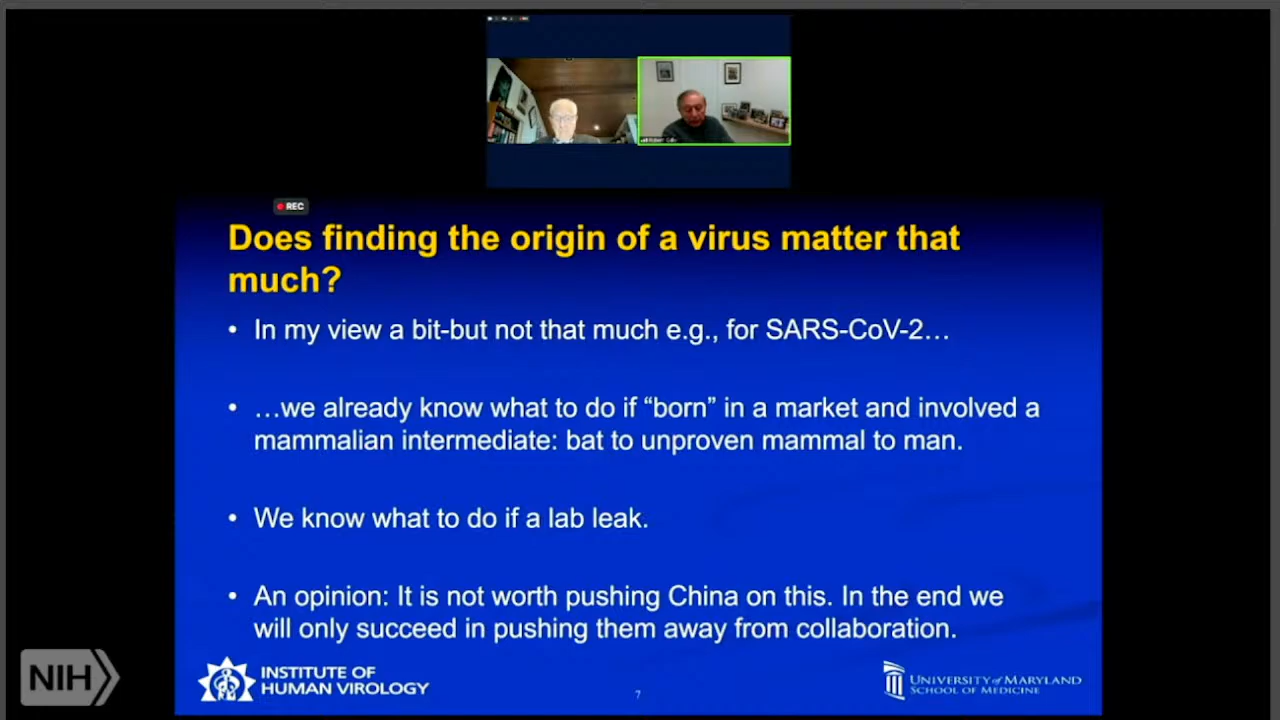 REC
Does finding the origin of a virus matter that
much?
• In my view a bit-but not that much e.g., for SARS-CoV-2…
• …we already know what to do if “born” in a market and involved a
mammalian intermediate: bat to unproven mammal to man.
• We know what to do if a lab leak.
• An opinion: It is not worth pushing China on this. In the end we
will only succeed in pushing them away from collaboration.
NIH
INSTITUTE OF
HUMAN VIROLOGY
7
UNIVERSITY of MARYLAND
SCHOOL OF MEDICINE